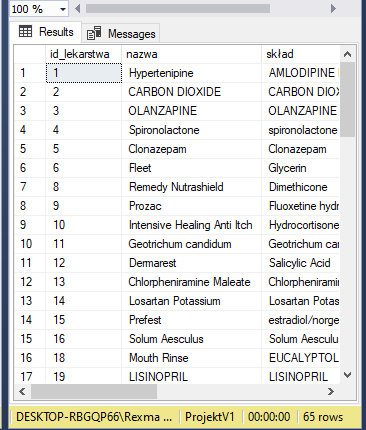 100 %
Results Messages
id_lekarstwa nazwa skład
1 1 Hypertenipine AMLODIPINE
2 2 CARBON DIOXIDE CARBON DIO
3 3 OLANZAPINE OLANZAPINE
4 4 Spironolactone spironolactone
5 5 Clonazepam Clonazepam
6 6 Fleet Glycerin
7 8 Remedy Nutrashield Dimethicone
8 9 Prozac Fluoxetine hydr
9 10 Intensive Healing Anti Itch Hydrocortisone
10 11 Geotrichum candidum Geotrichum can
11 12 Dermarest Salicylic Acid
12 13 Chlorpheniramine Maleate Chlorpheniramin
13 14 Losartan Potassium Losartan Potass
14 15 Prefest estradiol/norge
15 16 Solum Aesculus Solum Aesculus
16 18 Mouth Rinse EUCALYPTOL
17 19 LISINOPRIL LISINOPRIL
DESKTOP-RBGQP66\Rexma ... ProjektV1 00:00:00 65 rows